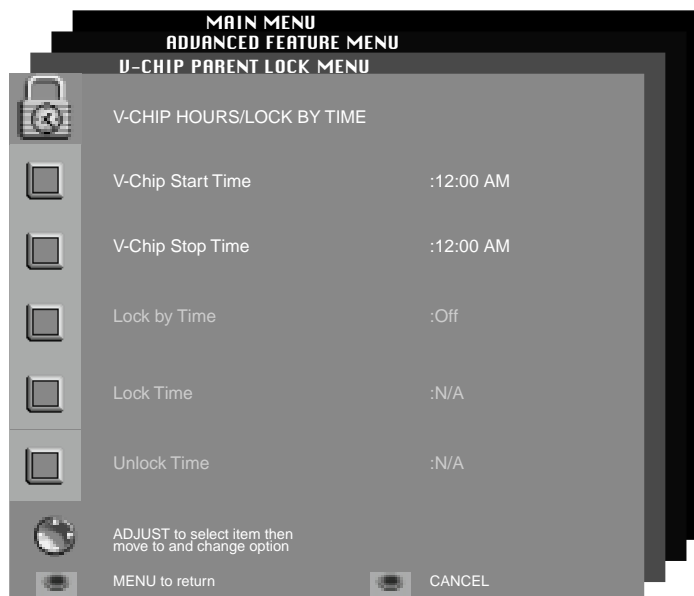 MAIN MENU
ADVANCED FEATURE MENU
V-CHIP PARENT LOCK MENU
V-CHIP HOURS/LOCK BY TIME
V-Chip Start Time :12:00 AM
V-Chip Stop Time :12:00 AM
Lock by Time :Off
Lock Time :N/A
Unlock Time :N/A
ADJUST to select item then
move to and change option
MENU to return CANCEL